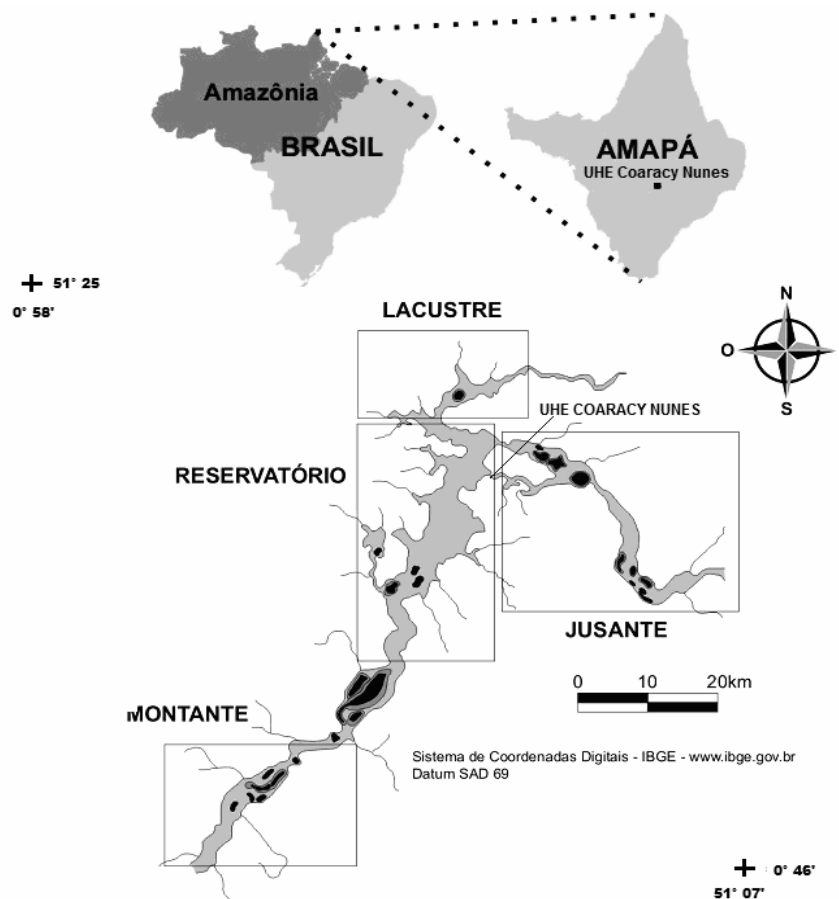 Amazônia
BRASIL
AMAPÁ
UHE Coaracy Nunes
51° 25
0° 58'
LACUSTRE
N
O
S
UHE COARACY NUNES
RESERVATÓRIO
JUSANTE
0 10 20km
MONTANTE
Sistema de Coordenadas Digitais - IBGE - www.ibge.gov.br
Datum SAD 69
0° 46'
51° 07'